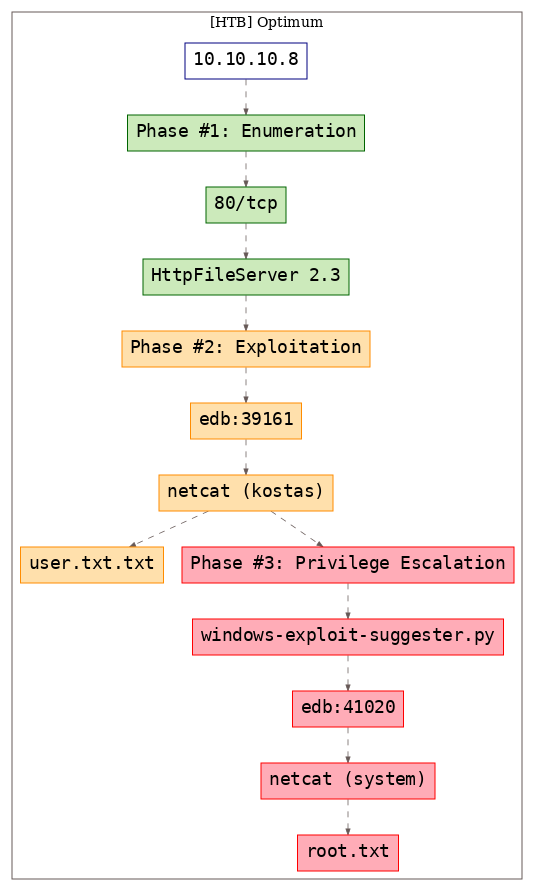 [HTB] Optimum
10.10.10.8
Phase #1: Enumeration
80/tcp
HttpFileServer 2.3
Phase #2: Exploitation
edb:39161
netcat (kostas)
user.txt.txt
Phase #3: Privilege Escalation
windows-exploit-suggester.py
edb:41020
netcat (system)
root.txt